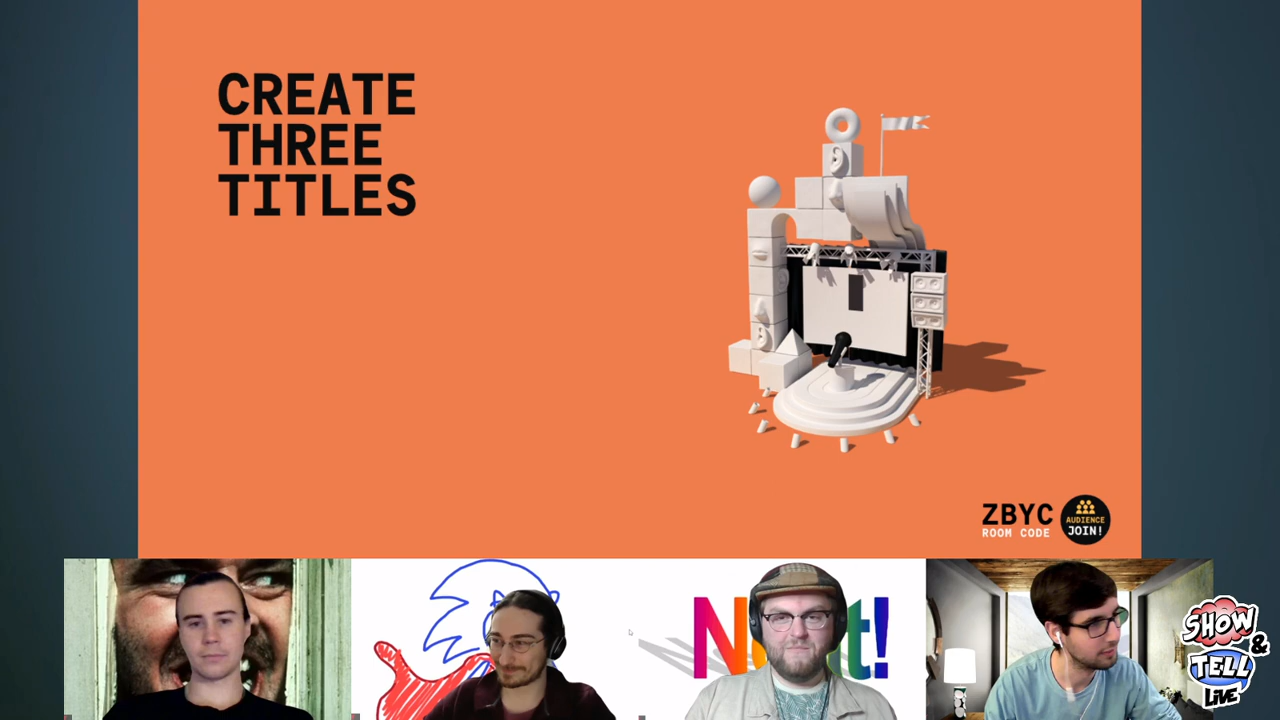 CREATE
THREE
TITLES
ZBYC
ROOM CODE
AUDIENCE
JOIN!
SHOW
&
TELL
LIVE